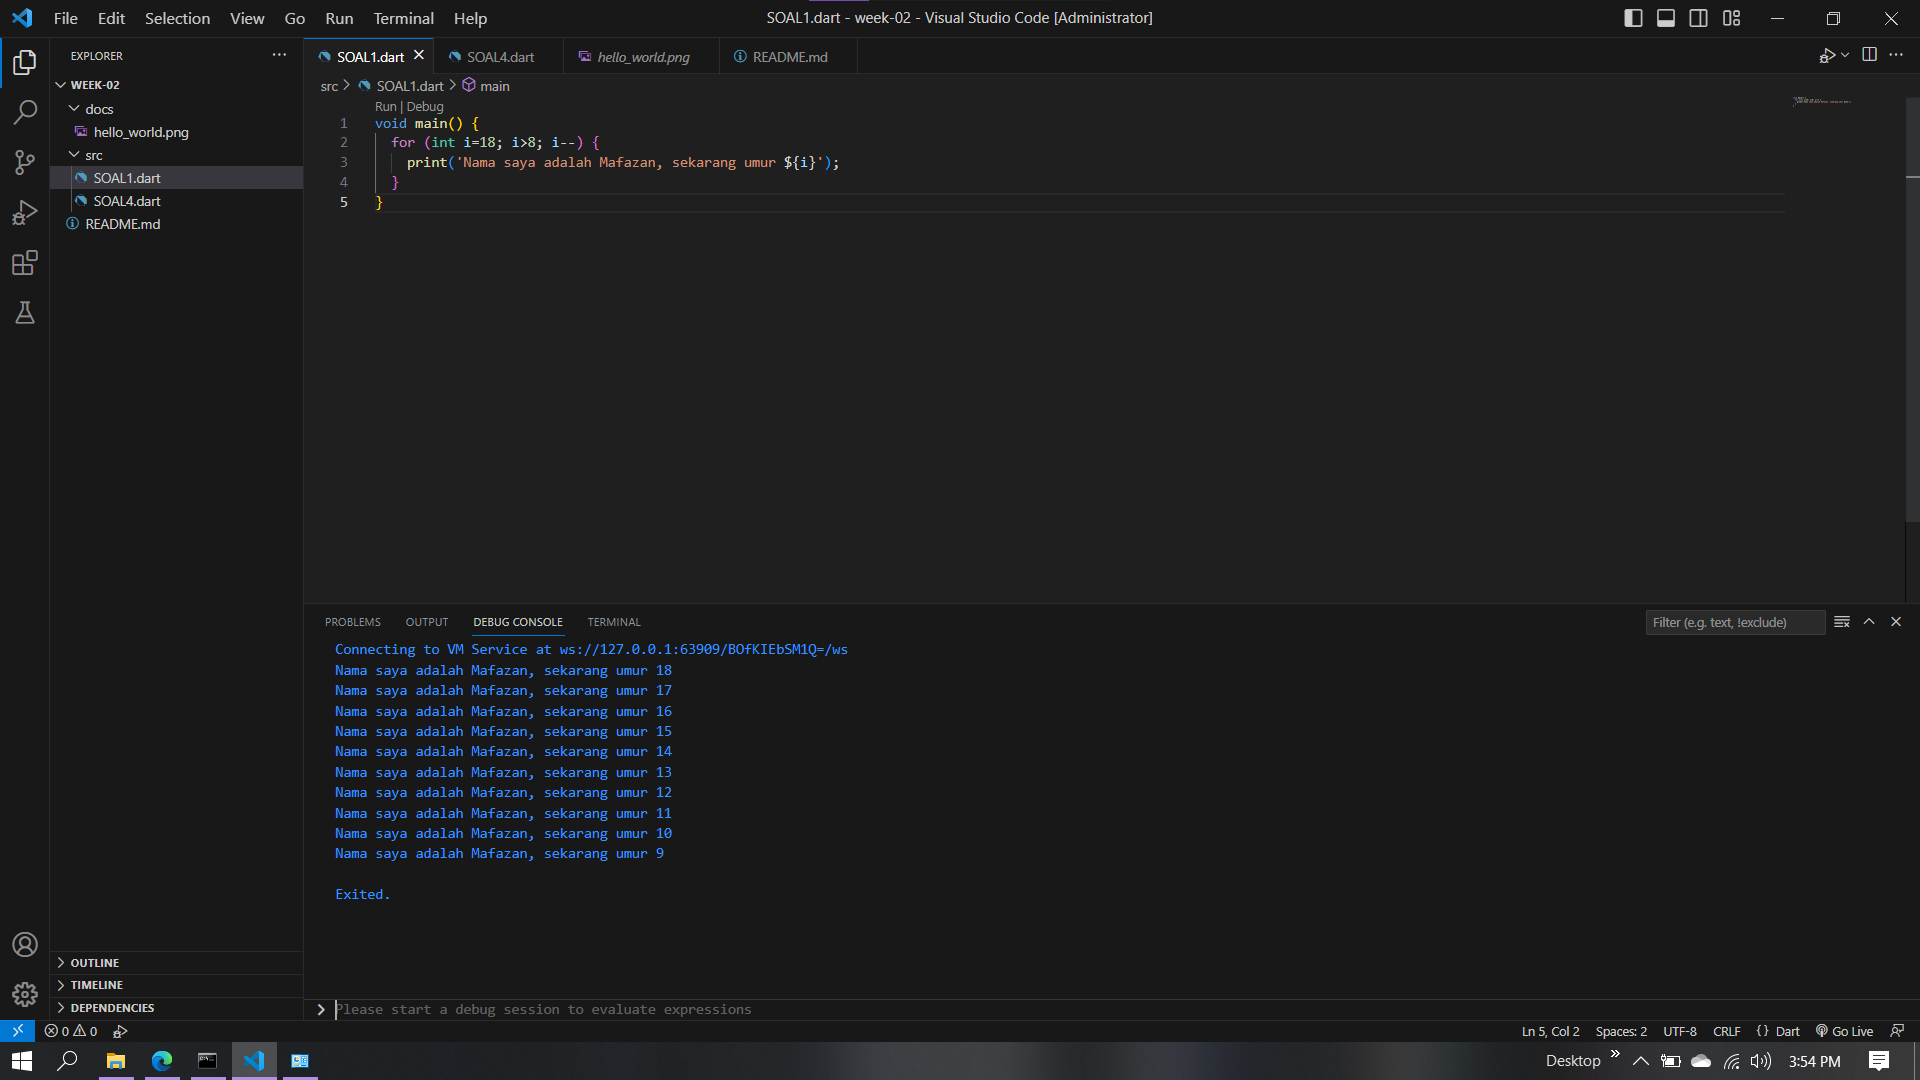 File Edit Selection View Go Run Terminal Help
SOAL1.dart - week-02 - Visual Studio Code [Administrator]
EXPLORER
WEEK-02
docs
hello_world.png
src
SOAL1.dart
SOAL4.dart
README.md
SOAL1.dart SOAL4.dart hello_world.png README.md
src > SOAL1.dart > main
Run | Debug
1 void main() {
2 for (int i=18; i>8; i--) {
3 print('Nama saya adalah Mafazan, sekarang umur ${i}');
4 }
5 }
PROBLEMS OUTPUT DEBUG CONSOLE TERMINAL
Filter (e.g. text, !exclude)
Connecting to VM Service at ws://127.0.0.1:63909/BOfKIEbSM1Q=/ws
Nama saya adalah Mafazan, sekarang umur 18
Nama saya adalah Mafazan, sekarang umur 17
Nama saya adalah Mafazan, sekarang umur 16
Nama saya adalah Mafazan, sekarang umur 15
Nama saya adalah Mafazan, sekarang umur 14
Nama saya adalah Mafazan, sekarang umur 13
Nama saya adalah Mafazan, sekarang umur 12
Nama saya adalah Mafazan, sekarang umur 11
Nama saya adalah Mafazan, sekarang umur 10
Nama saya adalah Mafazan, sekarang umur 9
Exited.
Please start a debug session to evaluate expressions
OUTLINE
TIMELINE
DEPENDENCIES
0 0
Ln 5, Col 2 Spaces: 2 UTF-8 CRLF {} Dart Go Live
Desktop 3:54 PM